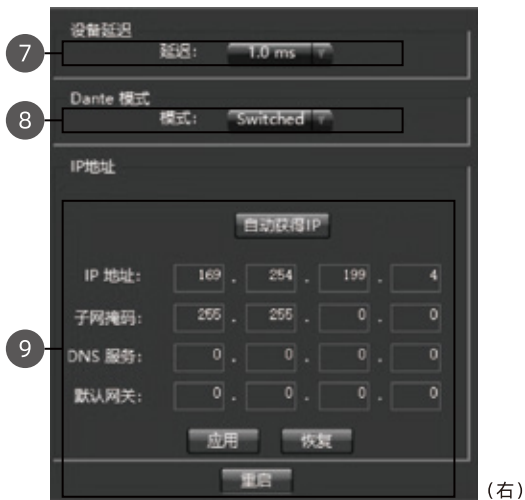 设备延迟
7 延迟: 1.0 ms
Dante 模式
8 模式: Switched
IP地址
自动获得IP
IP 地址: 169 . 254 . 199 . 4
子网掩码: 255 . 255 . 0 . 0
9 DNS 服务: 0 . 0 . 0 . 0
默认网关: 0 . 0 . 0 . 0
应用 恢复
重启
(右)